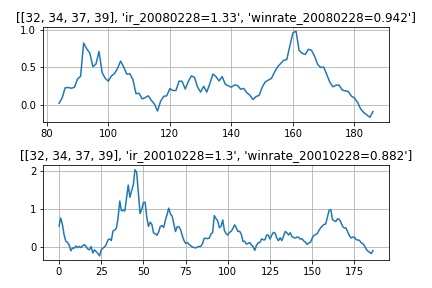 [[32, 34, 37, 39], 'ir_20080228=1.33', 'winrate_20080228=0.942']
1.0
0.5
0.0
80 100 120 140 160 180
[[32, 34, 37, 39], 'ir_20010228=1.3', 'winrate_20010228=0.882']
2
1
0
0 25 50 75 100 125 150 175